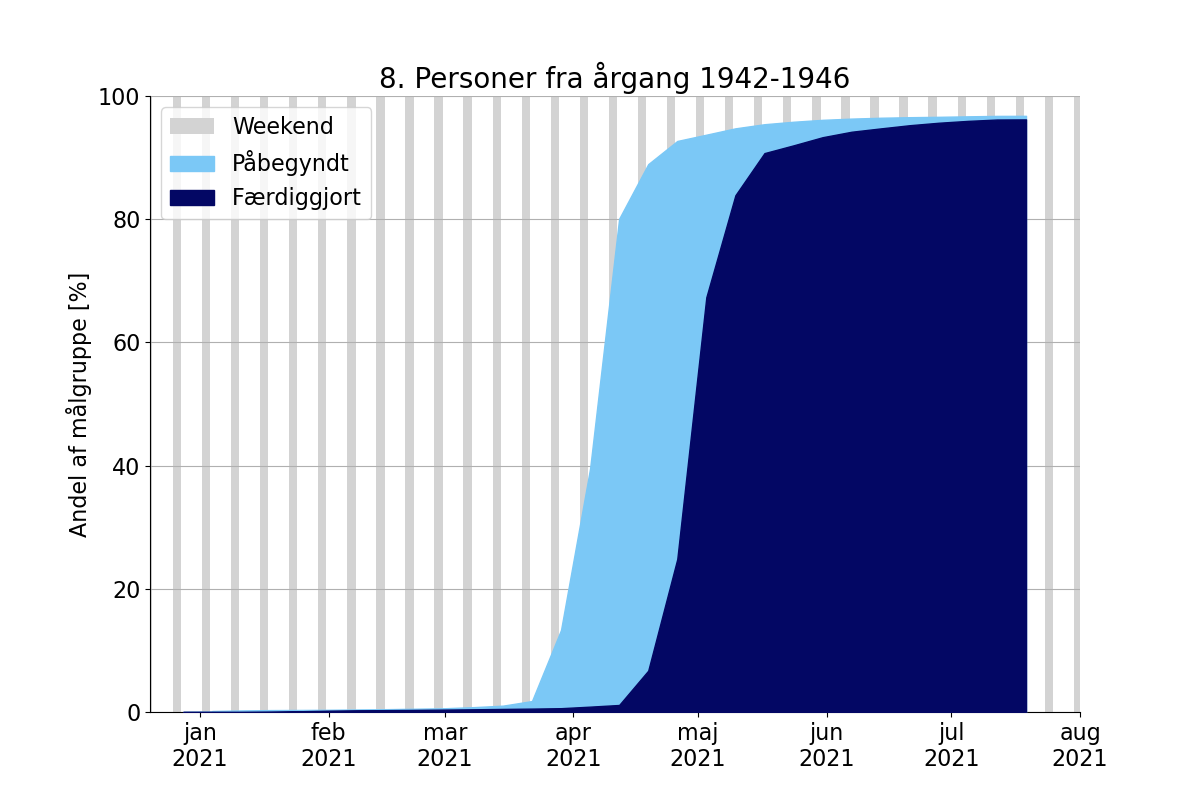 8. Personer fra årgang 1942-1946
100
80
60
40
20
0
Andel af målgruppe [%]
Weekend
Påbegyndt
Færdiggjort
jan feb mar apr maj jun jul aug
2021 2021 2021 2021 2021 2021 2021 2021